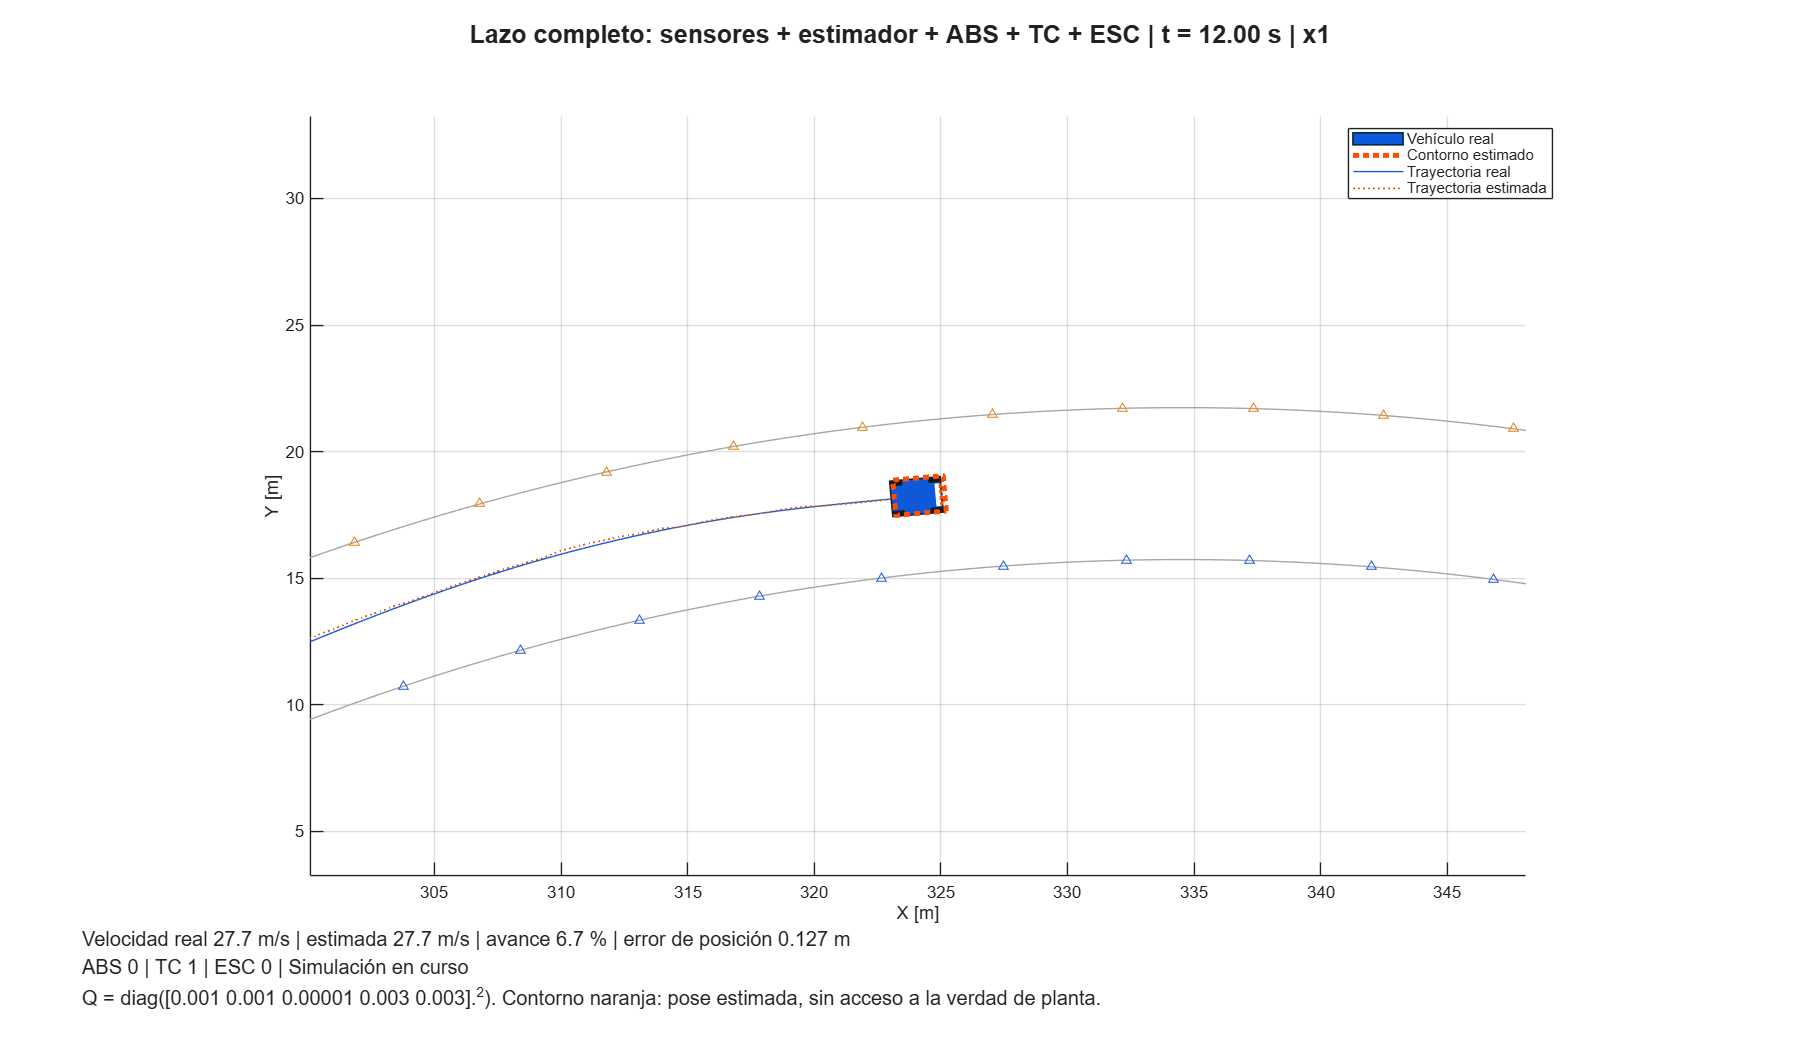 Lazo completo: sensores + estimador + ABS + TC + ESC | t = 12.00 s | x1
Vehículo real
Contorno estimado
Trayectoria real
Trayectoria estimada
30
25
20
15
10
5
Y [m]
305 310 315 320 325 330 335 340 345
X [m]
Velocidad real 27.7 m/s | estimada 27.7 m/s | avance 6.7 % | error de posición 0.127 m
ABS 0 | TC 1 | ESC 0 | Simulación en curso
Q = diag([0.001 0.001 0.00001 0.003 0.003].²). Contorno naranja: pose estimada, sin acceso a la verdad de planta.